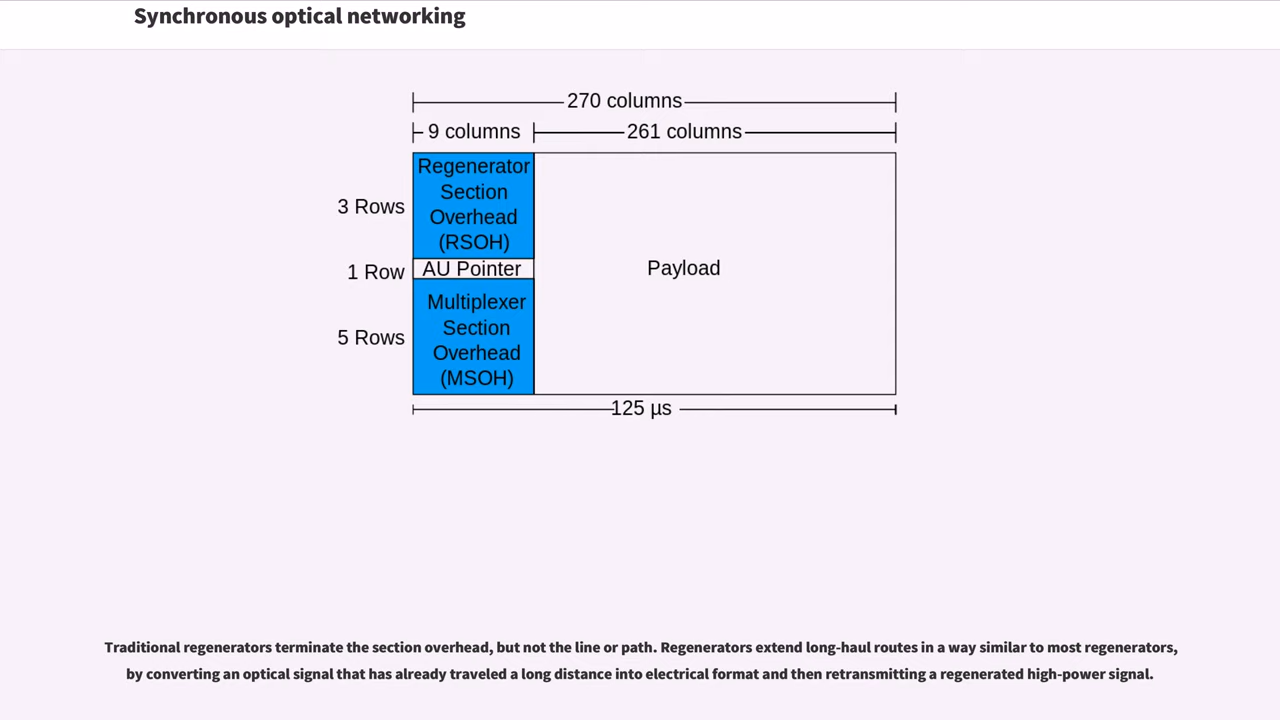 Synchronous optical networking
270 columns
9 columns
261 columns
Regenerator
Section
Overhead
(RSOH)
3 Rows
AU Pointer
1 Row
Payload
Multiplexer
Section
Overhead
(MSOH)
5 Rows
125 µs
Traditional regenerators terminate the section overhead, but not the line or path. Regenerators extend long-haul routes in a way similar to most regenerators,
by converting an optical signal that has already traveled a long distance into electrical format and then retransmitting a regenerated high-power signal.